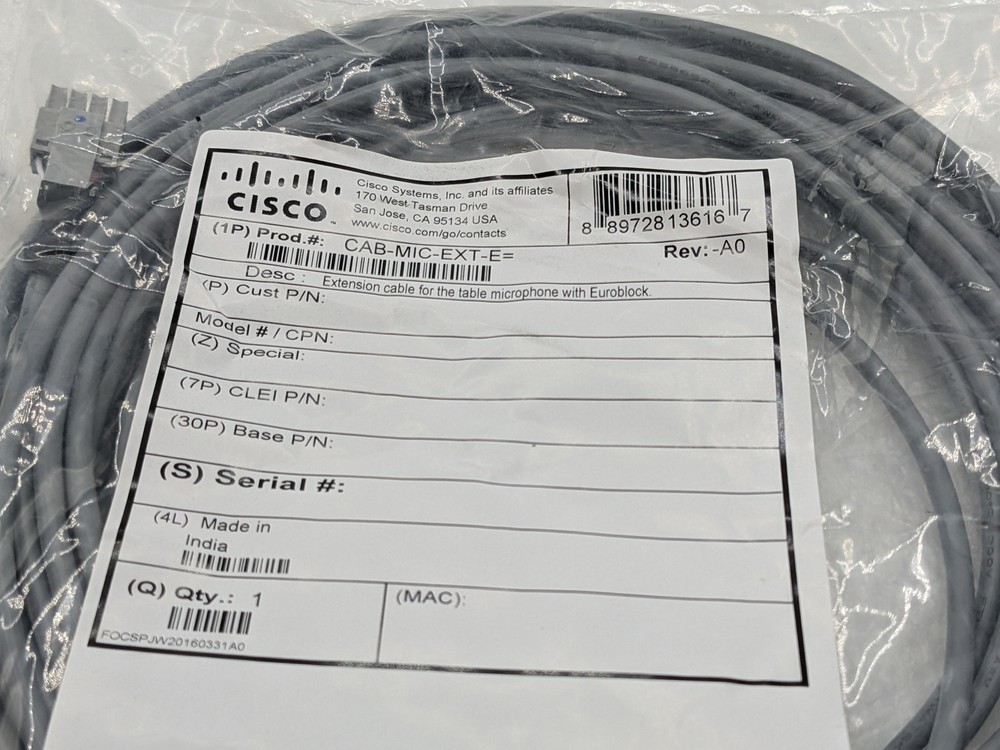 CISCO
Cisco Systems, Inc. and its affiliates
170 West Tasman Drive
San Jose, CA 95134 USA
www.cisco.com/go/contacts
8 89728 13616 7
(1P) Prod.#: CAB-MIC-EXT-E=
Rev:-A0
Desc : Extension cable for the table microphone with Euroblock.
(P) Cust P/N:
Model # / CPN:
(Z) Special:
(7P) CLEI P/N:
(30P) Base P/N:
(S) Serial #:
(4L) Made in
India
(Q) Qty.: 1
(MAC):
FOCSPJW20160331A0